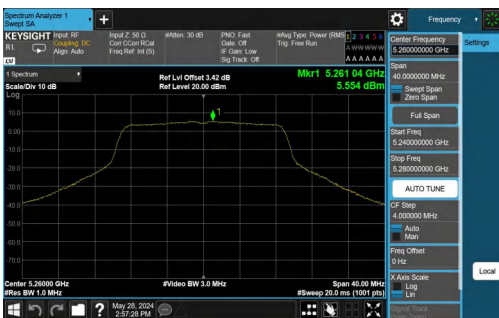 Spectrum Analyzer 1
Swept SA
+
Frequency
KEYSIGHT Input: RF
RL Coupling: DC
Align: Auto
Input Z: 50 Ω
Corr CCorr RCal
Freq Ref: Int (S)
#Atten: 30 dB
PNO: Fast
Gate: Off
IF Gain: Low
Sig Track: Off
#Avg Type: Power (RMS)
Trig: Free Run
1 2 3 4 5 6
A W W W W W
A A A A A A
LV
1 Spectrum
Scale/Div 10 dB
Log
Ref Lvl Offset 3.42 dB
Ref Level 20.00 dBm
Mkr1 5.261 04 GHz
5.554 dBm
1
10.0
0.00
-10.0
-20.0
-30.0
-40.0
-50.0
-60.0
-70.0
Center 5.26000 GHz
#Res BW 1.0 MHz
#Video BW 3.0 MHz
Span 40.00 MHz
#Sweep 20.0 ms (1001 pts)
May 28, 2024
2:57:28 PM
?
Center Frequency
5.260000000 GHz
Settings
Span
40.0000000 MHz
Swept Span
Zero Span
Full Span
Start Freq
5.240000000 GHz
Stop Freq
5.280000000 GHz
AUTO TUNE
CF Step
4.000000 MHz
Auto
Man
Freq Offset
0 Hz
X Axis Scale
Log
Lin
Local
Signal Track